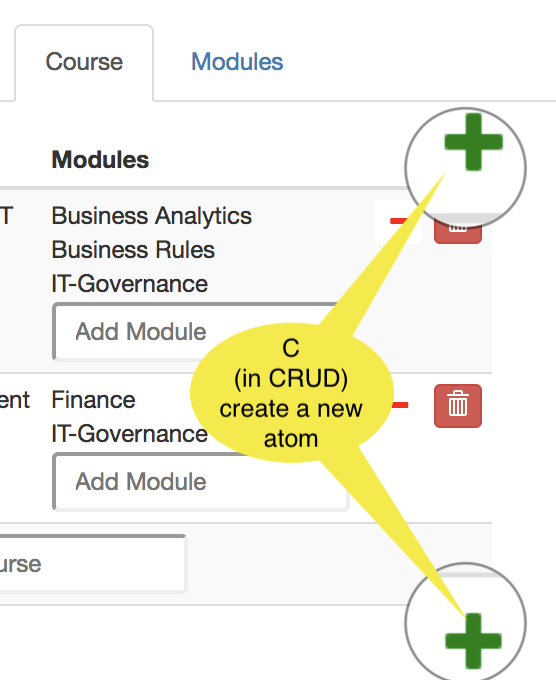 Course Modules
Modules
T Business Analytics
Business Rules
IT-Governance
Add Module
C
(in CRUD)
create a new
atom
ent Finance
IT-Governance
Add Module
urse